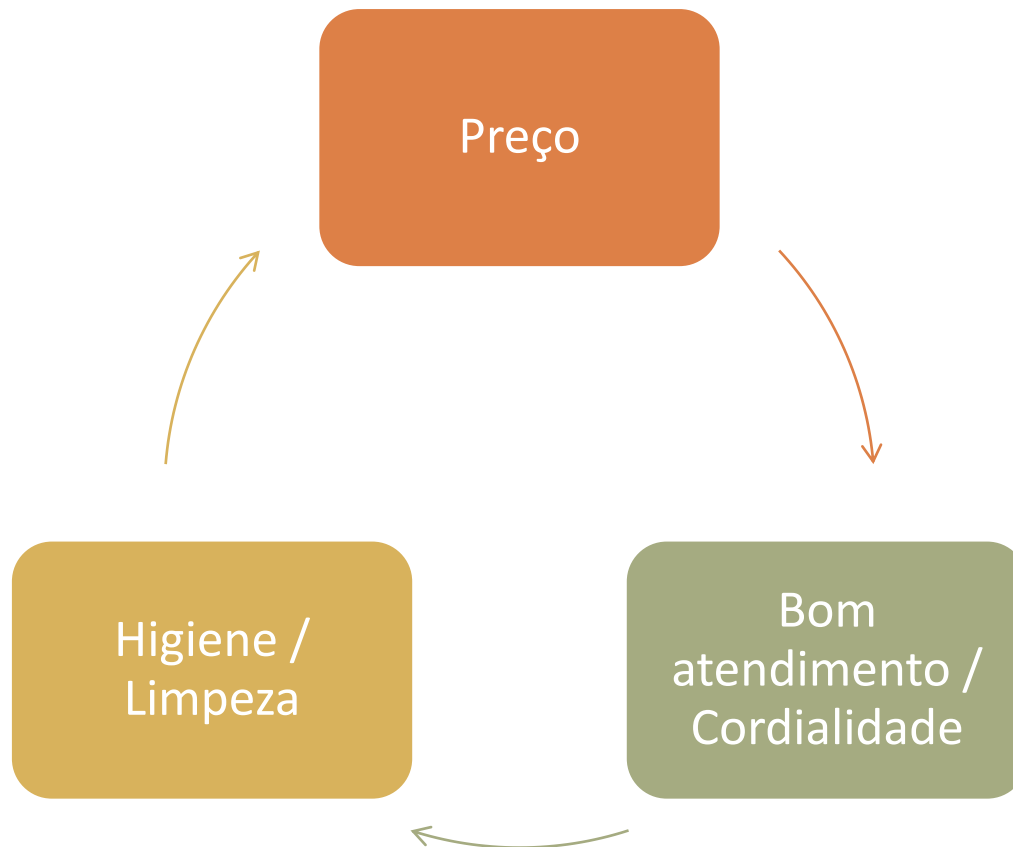 Preço
Bom
atendimento /
Cordialidade
Higiene /
Limpeza